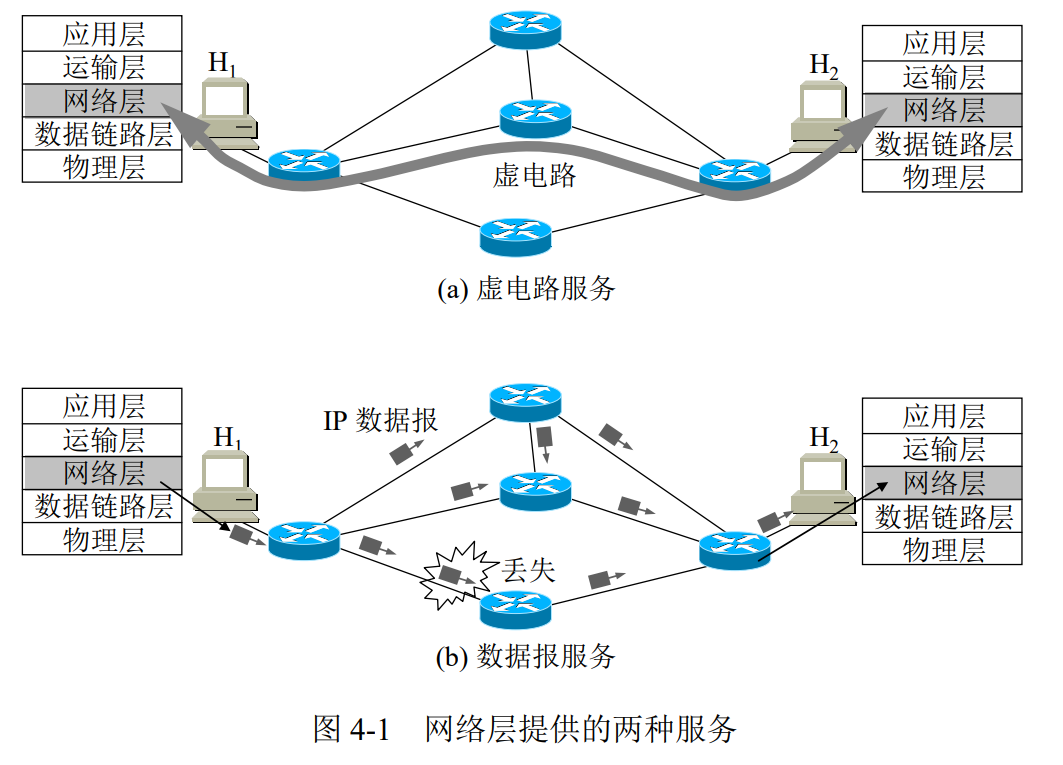 应用层
运输层
网络层
数据链路层
物理层
H1
虚电路
H2
应用层
运输层
网络层
数据链路层
物理层
(a) 虚电路服务
应用层
运输层
网络层
数据链路层
物理层
H1
IP 数据报
丢失
H2
应用层
运输层
网络层
数据链路层
物理层
(b) 数据报服务
图 4-1 网络层提供的两种服务